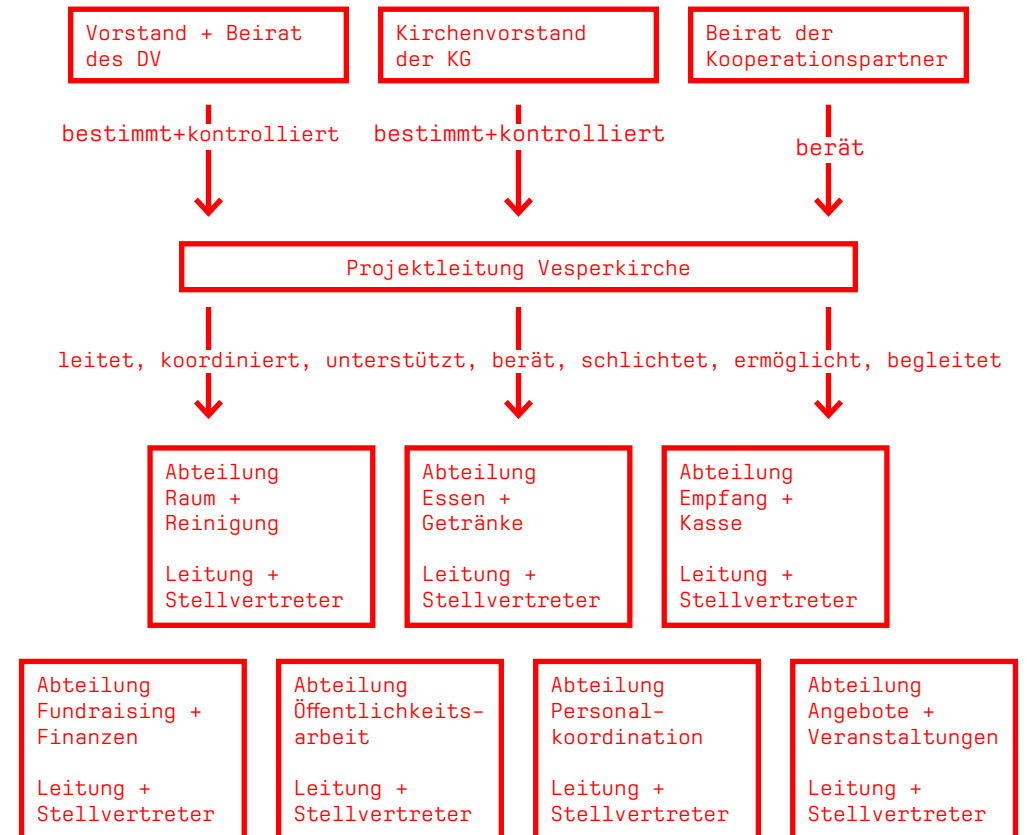 Vorstand + Beirat
des DV
Kirchenvorstand
der KG
Beirat der
Kooperationspartner
bestimmt+kontrolliert
bestimmt+kontrolliert
berät
Projektleitung Vesperkirche
leitet, koordiniert, unterstützt, berät, schlichtet, ermöglicht, begleitet
Abteilung
Raum +
Reinigung
Leitung +
Stellvertreter
Abteilung
Essen +
Getränke
Leitung +
Stellvertreter
Abteilung
Empfang +
Kasse
Leitung +
Stellvertreter
Abteilung
Fundraising +
Finanzen
Leitung +
Stellvertreter
Abteilung
Öffentlichkeits-
arbeit
Leitung +
Stellvertreter
Abteilung
Personal-
koordination
Leitung +
Stellvertreter
Abteilung
Angebote +
Veranstaltungen
Leitung +
Stellvertreter